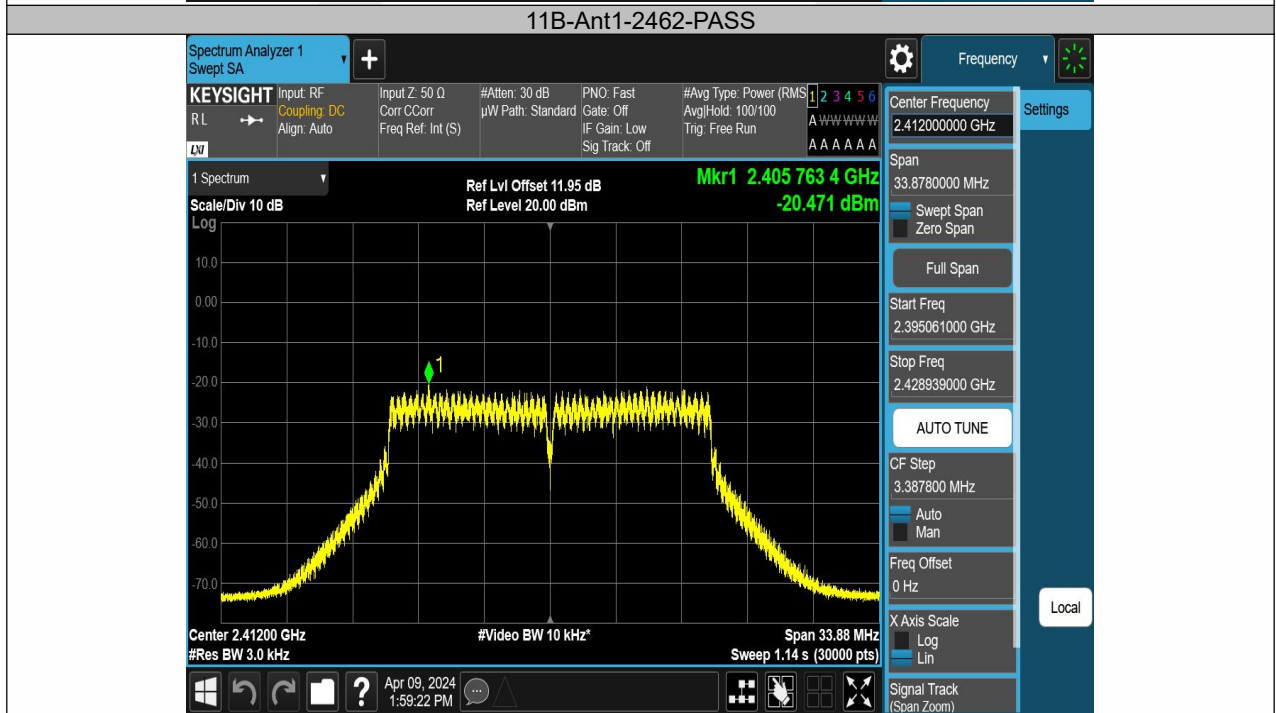 11B-Ant1-2462-PASS
Spectrum Analyzer 1
Swept SA
+
Frequency
KEYSIGHT
RL
LXI
Input: RF
Coupling: DC
Align: Auto
Input Z: 50 Ω
Corr CCorr
Freq Ref: Int (S)
#Atten: 30 dB
µW Path: Standard
PNO: Fast
Gate: Off
IF Gain: Low
Sig Track: Off
#Avg Type: Power (RMS
Avg|Hold: 100/100
Trig: Free Run
1 2 3 4 5 6
A W W W W W
A A A A A A
1 Spectrum
Scale/Div 10 dB
Log
Ref Lvl Offset 11.95 dB
Ref Level 20.00 dBm
Mkr1 2.405 763 4 GHz
-20.471 dBm
10.0
0.00
-10.0
-20.0
-30.0
-40.0
-50.0
-60.0
-70.0
1
Center 2.41200 GHz
#Res BW 3.0 kHz
#Video BW 10 kHz*
Span 33.88 MHz
Sweep 1.14 s (30000 pts)
Center Frequency
2.412000000 GHz
Settings
Span
33.8780000 MHz
Swept Span
Zero Span
Full Span
Start Freq
2.395061000 GHz
Stop Freq
2.428939000 GHz
AUTO TUNE
CF Step
3.387800 MHz
Auto
Man
Freq Offset
0 Hz
X Axis Scale
Log
Lin
Local
Signal Track
(Span Zoom)
?
Apr 09, 2024
1:59:22 PM